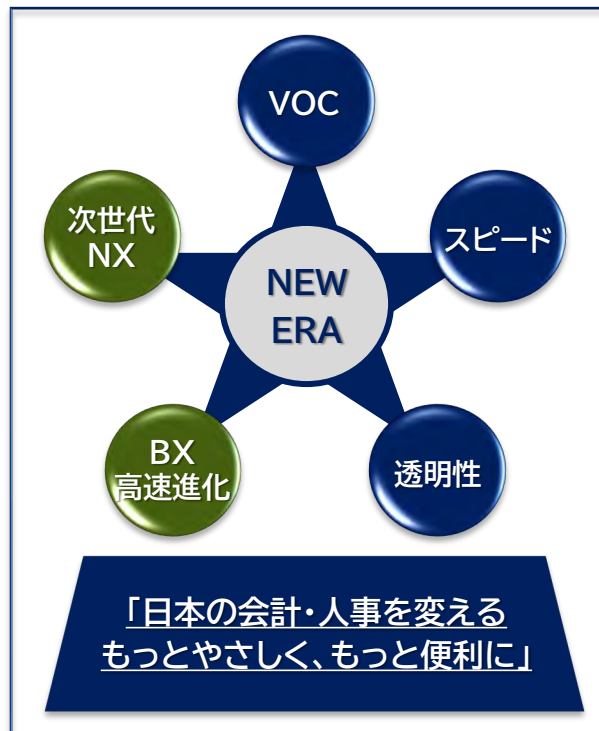 VOC
次世代
NX
スピード
NEW
ERA
BX
高速進化
透明性
「日本の会計・人事を変える
もっとやさしく、もっと便利に」